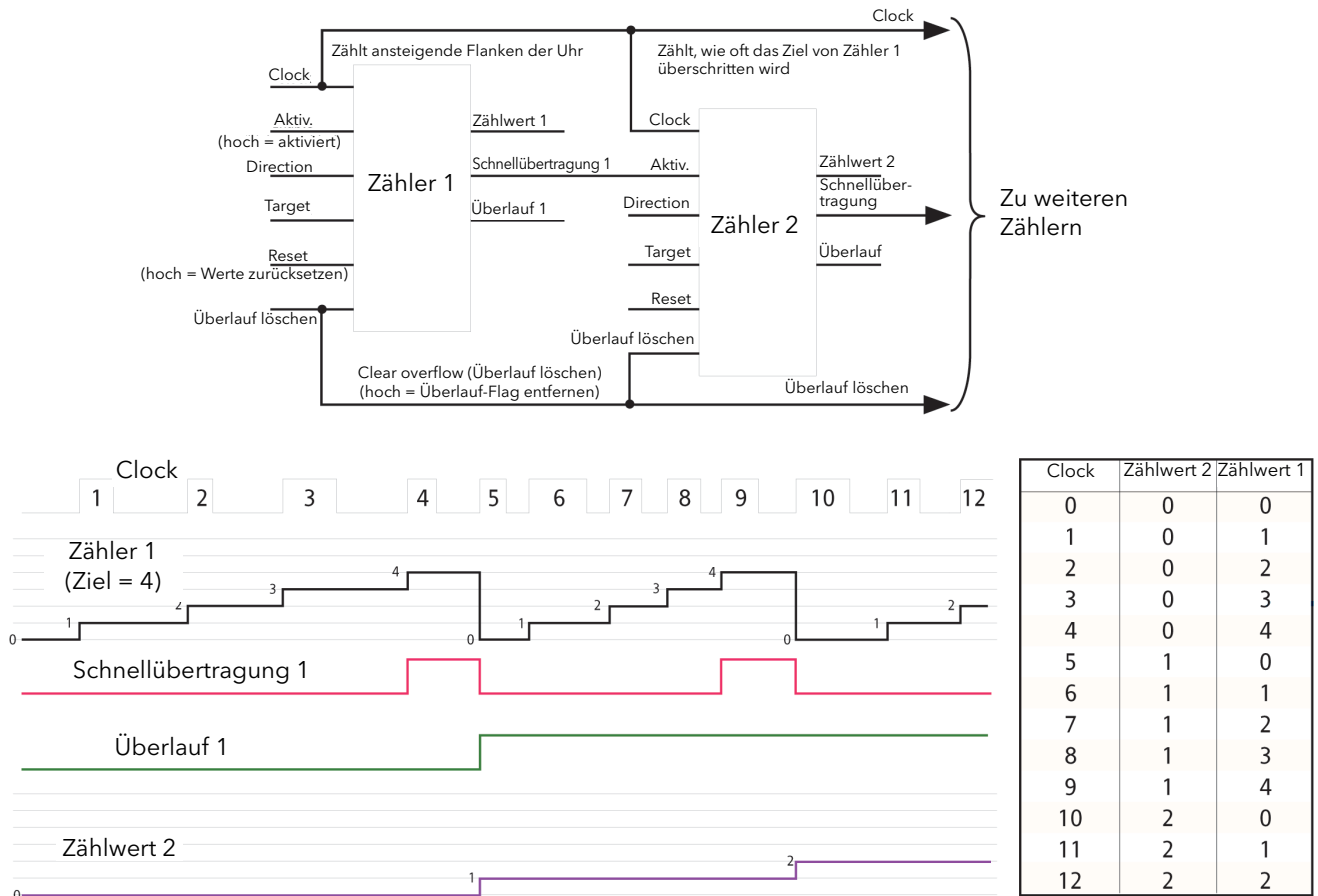 Clock
Zählt ansteigende Flanken der Uhr
Zählt, wie oft das Ziel von Zähler 1
überschritten wird
Clock
Aktiv.
(hoch = aktiviert)
Direction
Target
Reset
(hoch = Werte zurücksetzen)
Überlauf löschen
Zähler 1
Zählwert 1
Schnellübertragung 1
Überlauf 1
Clock
Aktiv.
Direction
Target
Reset
Überlauf löschen
Zähler 2
Zählwert 2
Schnellüber-
tragung
Überlauf
Zu weiteren
Zählern
Clear overflow (Überlauf löschen)
(hoch = Überlauf-Flag entfernen)
Überlauf löschen
Clock
1 2 3 4 5 6 7 8 9 10 11 12
Zähler 1
(Ziel = 4)
0 1 2 3 4 0 1 2 3 4 0 1 2
Schnellübertragung 1
Überlauf 1
Zählwert 2
0 1 2
Clock Zählwert 2 Zählwert 1
0 0 0
1 0 1
2 0 2
3 0 3
4 0 4
5 1 0
6 1 1
7 1 2
8 1 3
9 1 4
10 2 0
11 2 1
12 2 2